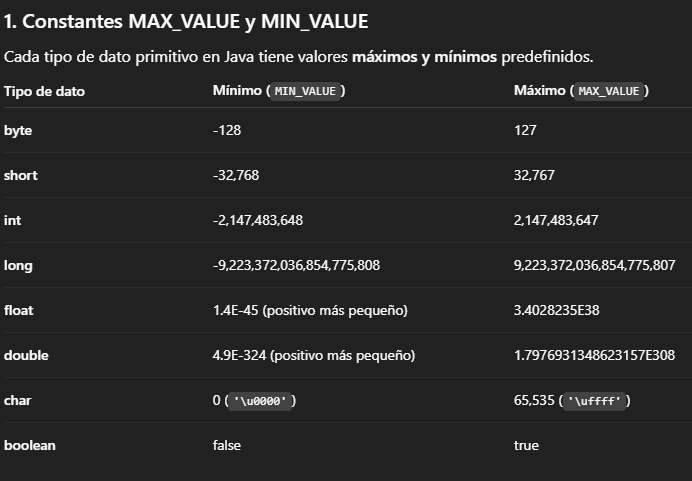 1. Constantes MAX_VALUE y MIN_VALUE
Cada tipo de dato primitivo en Java tiene valores máximos y mínimos predefinidos.
Tipo de dato Mínimo ( MIN_VALUE ) Máximo ( MAX_VALUE )
byte -128 127
short -32,768 32,767
int -2,147,483,648 2,147,483,647
long -9,223,372,036,854,775,808 9,223,372,036,854,775,807
float 1.4E-45 (positivo más pequeño) 3.4028235E38
double 4.9E-324 (positivo más pequeño) 1.7976931348623157E308
char 0 ( '\u0000' ) 65,535 ( '\uffff' )
boolean false true